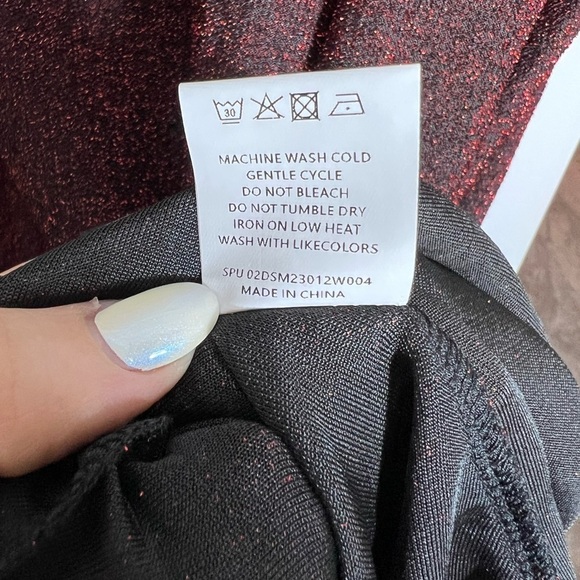 30
MACHINE WASH COLD
GENTLE CYCLE
DO NOT BLEACH
DO NOT TUMBLE DRY
IRON ON LOW HEAT
WASH WITH LIKECOLORS
SPU 02DSM23012W004
MADE IN CHINA